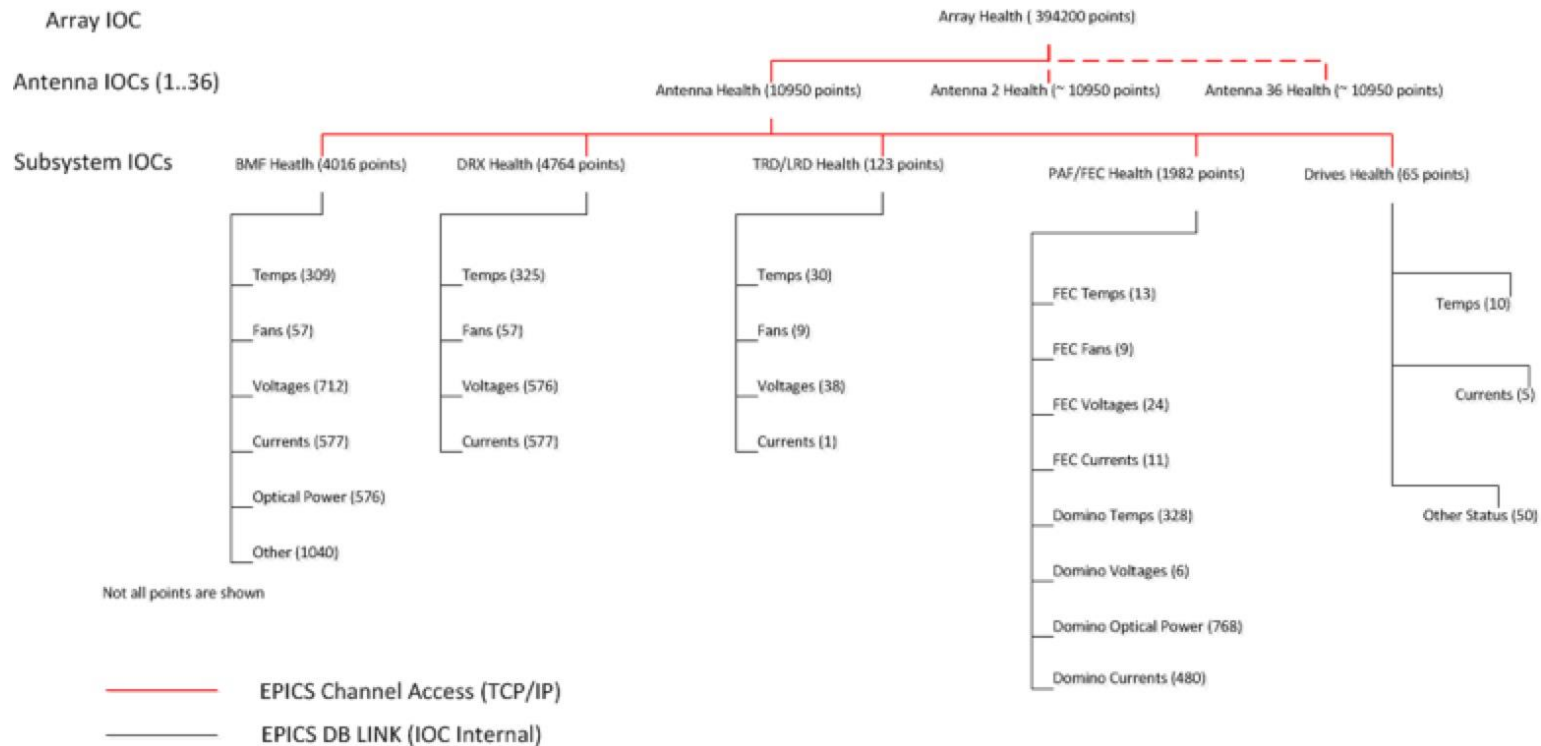 Array IOC
Array Health ( 394200 points)
Antenna IOCs (1..36)
Antenna Health (10950 points)
Antenna 2 Health (~ 10950 points)
Antenna 36 Health (~ 10950 points)
Subsystem IOCs
BMF Heatlh (4016 points)
DRX Health (4764 points)
TRD/LRD Health (123 points)
PAF/FEC Health (1982 points)
Drives Health (65 points)
Temps (309)
Fans (57)
Voltages (712)
Currents (577)
Optical Power (576)
Other (1040)
Temps (325)
Fans (57)
Voltages (576)
Currents (577)
Temps (30)
Fans (9)
Voltages (38)
Currents (1)
FEC Temps (13)
FEC Fans (9)
FEC Voltages (24)
FEC Currents (11)
Domino Temps (328)
Domino Voltages (6)
Domino Optical Power (768)
Domino Currents (480)
Temps (10)
Currents (5)
Other Status (50)
Not all points are shown
EPICS Channel Access (TCP/IP)
EPICS DB LINK (IOC Internal)